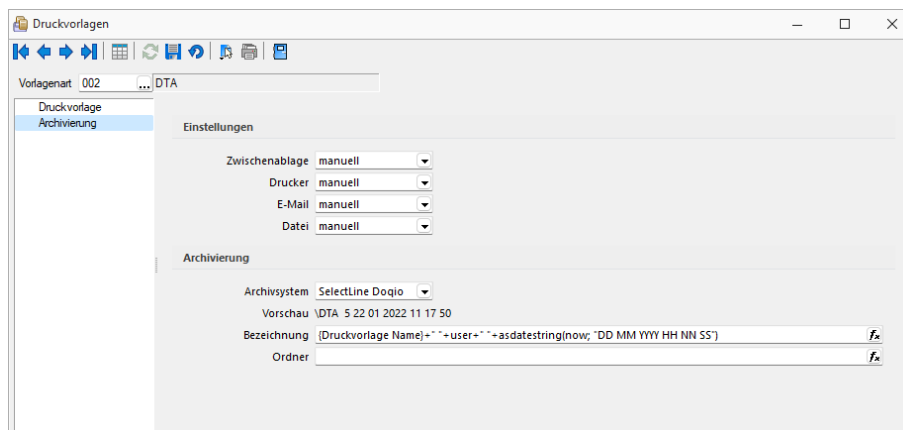 Druckvorlagen
Vorlagenart 002 ... DTA
Druckvorlage
Archivierung
Einstellungen
Zwischenablage manuell
Drucker manuell
E-Mail manuell
Datei manuell
Archivierung
Archivsystem SelectLine Doqio
Vorschau \DTA 5 22 01 2022 11 17 50
Bezeichnung {Druckvorlage Name}+" "+user+" "+asdatestring(now; "DD MM YYYY HH NN SS") fx
Ordner fx